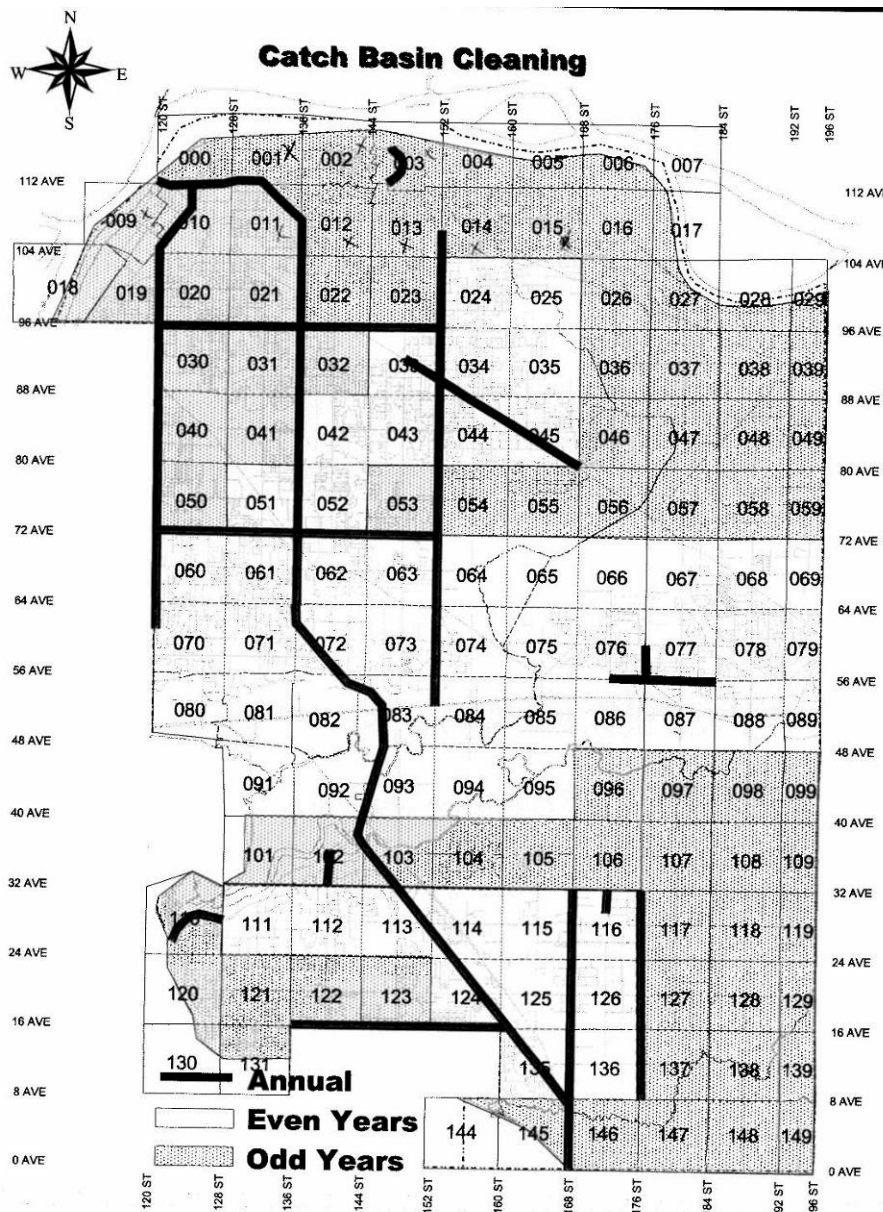 N
W E
S
Catch Basin Cleaning
120 ST 128 ST 136 ST 144 ST 152 ST 160 ST 168 ST 176 ST 184 ST 192 ST 196 ST
000 001 002 003 004 005 006 007
112 AVE 112 AVE
009 010 011 012 013 014 015 016 017
104 AVE 104 AVE
018 019 020 021 022 023 024 025 026 027 028 029
96 AVE 96 AVE
030 031 032 033 034 035 036 037 038 039
88 AVE 88 AVE
040 041 042 043 044 045 046 047 048 049
80 AVE 80 AVE
050 051 052 053 054 055 056 057 058 059
72 AVE 72 AVE
060 061 062 063 064 065 066 067 068 069
64 AVE 64 AVE
070 071 072 073 074 075 076 077 078 079
56 AVE 56 AVE
080 081 082 083 084 085 086 087 088 089
48 AVE 48 AVE
091 092 093 094 095 096 097 098 099
40 AVE 40 AVE
101 102 103 104 105 106 107 108 109
32 AVE 32 AVE
111 112 113 114 115 116 117 118 119
24 AVE 24 AVE
120 121 122 123 124 125 126 127 128 129
16 AVE 16 AVE
130 131 135 136 137 138 139
Annual
8 AVE 8 AVE
Even Years
144 145 146 147 148 149
Odd Years
0 AVE 0 AVE
120 ST 128 ST 136 ST 144 ST 152 ST 160 ST 168 ST 176 ST 184 ST 192 ST 196 ST